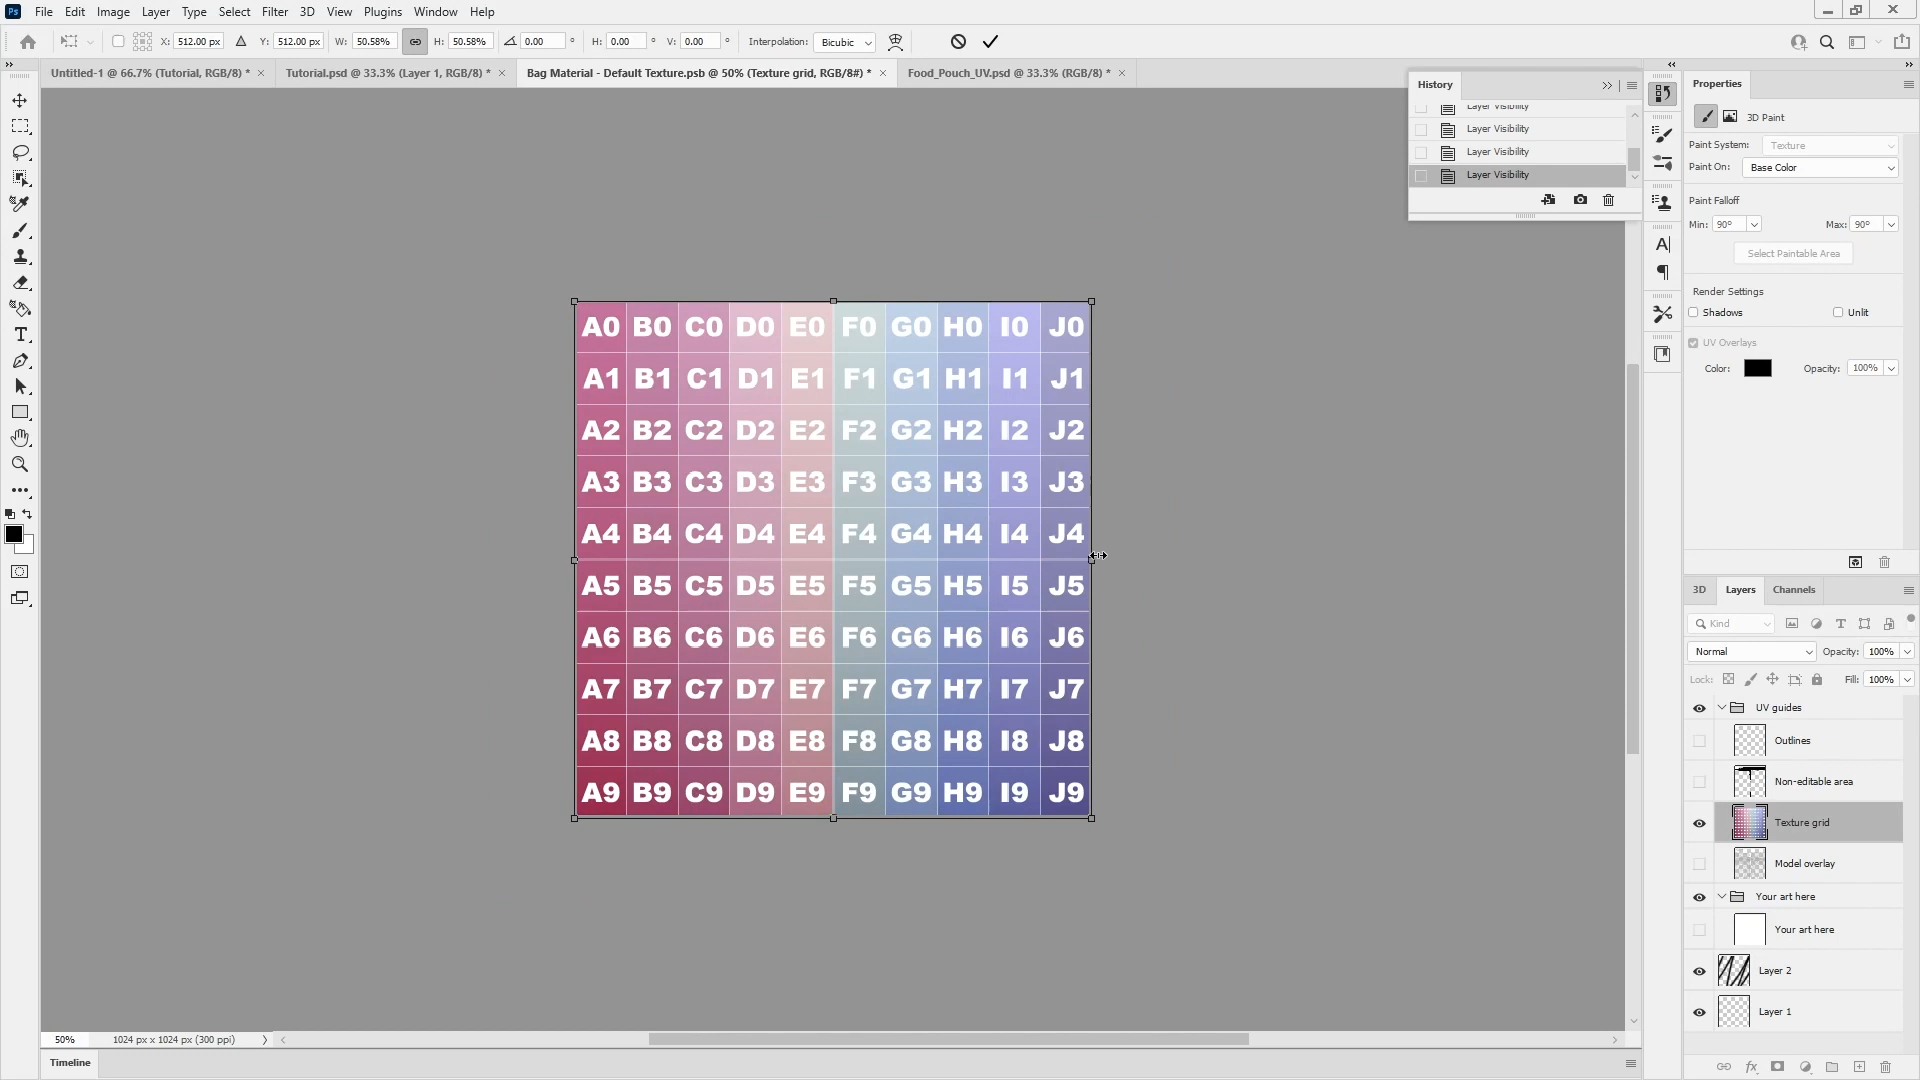 Ps File Edit Image Layer Type Select Filter 3D View Plugins Window Help
X: 512.00 px Y: 512.00 px W: 50.58% H: 50.58% 0.00 ° H: 0.00 ° V: 0.00 ° Interpolation: Bicubic
Untitled-1 @ 66.7% (Tutorial, RGB/8) * Tutorial.psd @ 33.3% (Layer 1, RGB/8) * Bag Material - Default Texture.psb @ 50% (Texture grid, RGB/8#) * Food_Pouch_UV.psd @ 33.3% (RGB/8) *
History
Layer Visibility
Layer Visibility
Layer Visibility
Layer Visibility
Properties
3D Paint
Paint System: Texture
Paint On: Base Color
Paint Falloff
Min: 90º Max: 90º
Select Paintable Area
Render Settings
Shadows Unlit
UV Overlays
Color: Opacity: 100%
A0 B0 C0 D0 E0 F0 G0 H0 I0 J0
A1 B1 C1 D1 E1 F1 G1 H1 I1 J1
A2 B2 C2 D2 E2 F2 G2 H2 I2 J2
A3 B3 C3 D3 E3 F3 G3 H3 I3 J3
A4 B4 C4 D4 E4 F4 G4 H4 I4 J4
A5 B5 C5 D5 E5 F5 G5 H5 I5 J5
A6 B6 C6 D6 E6 F6 G6 H6 I6 J6
A7 B7 C7 D7 E7 F7 G7 H7 I7 J7
A8 B8 C8 D8 E8 F8 G8 H8 I8 J8
A9 B9 C9 D9 E9 F9 G9 H9 I9 J9
3D Layers Channels
Kind
Normal Opacity: 100%
Lock: Fill: 100%
UV guides
Outlines
Non-editable area
Texture grid
Model overlay
Your art here
Your art here
Layer 2
Layer 1
50% 1024 px x 1024 px (300 ppi)
Timeline